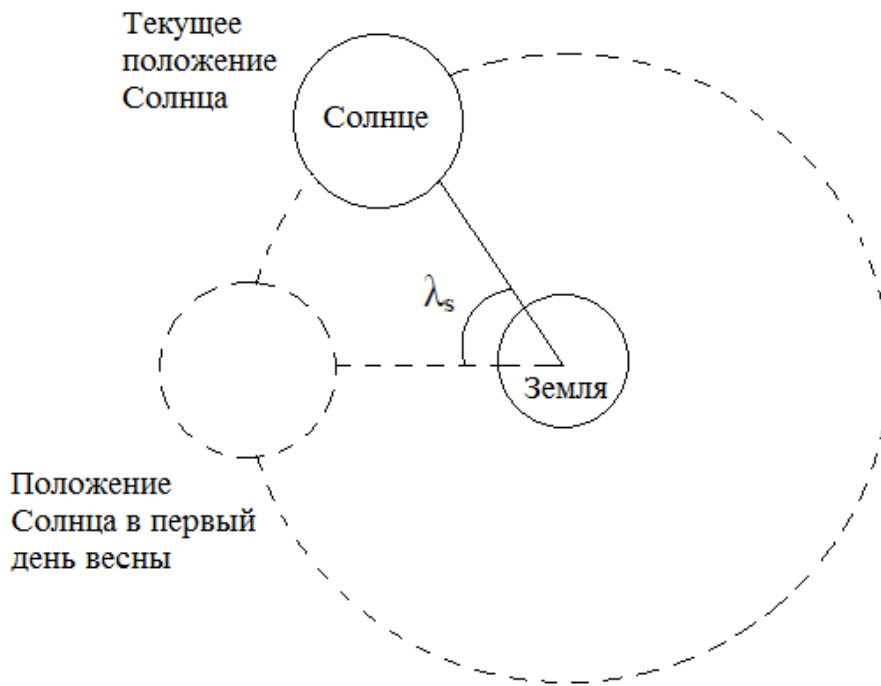 Текущее
положение
Солнца
Солнце
λs
Земля
Положение
Солнца в первый
день весны